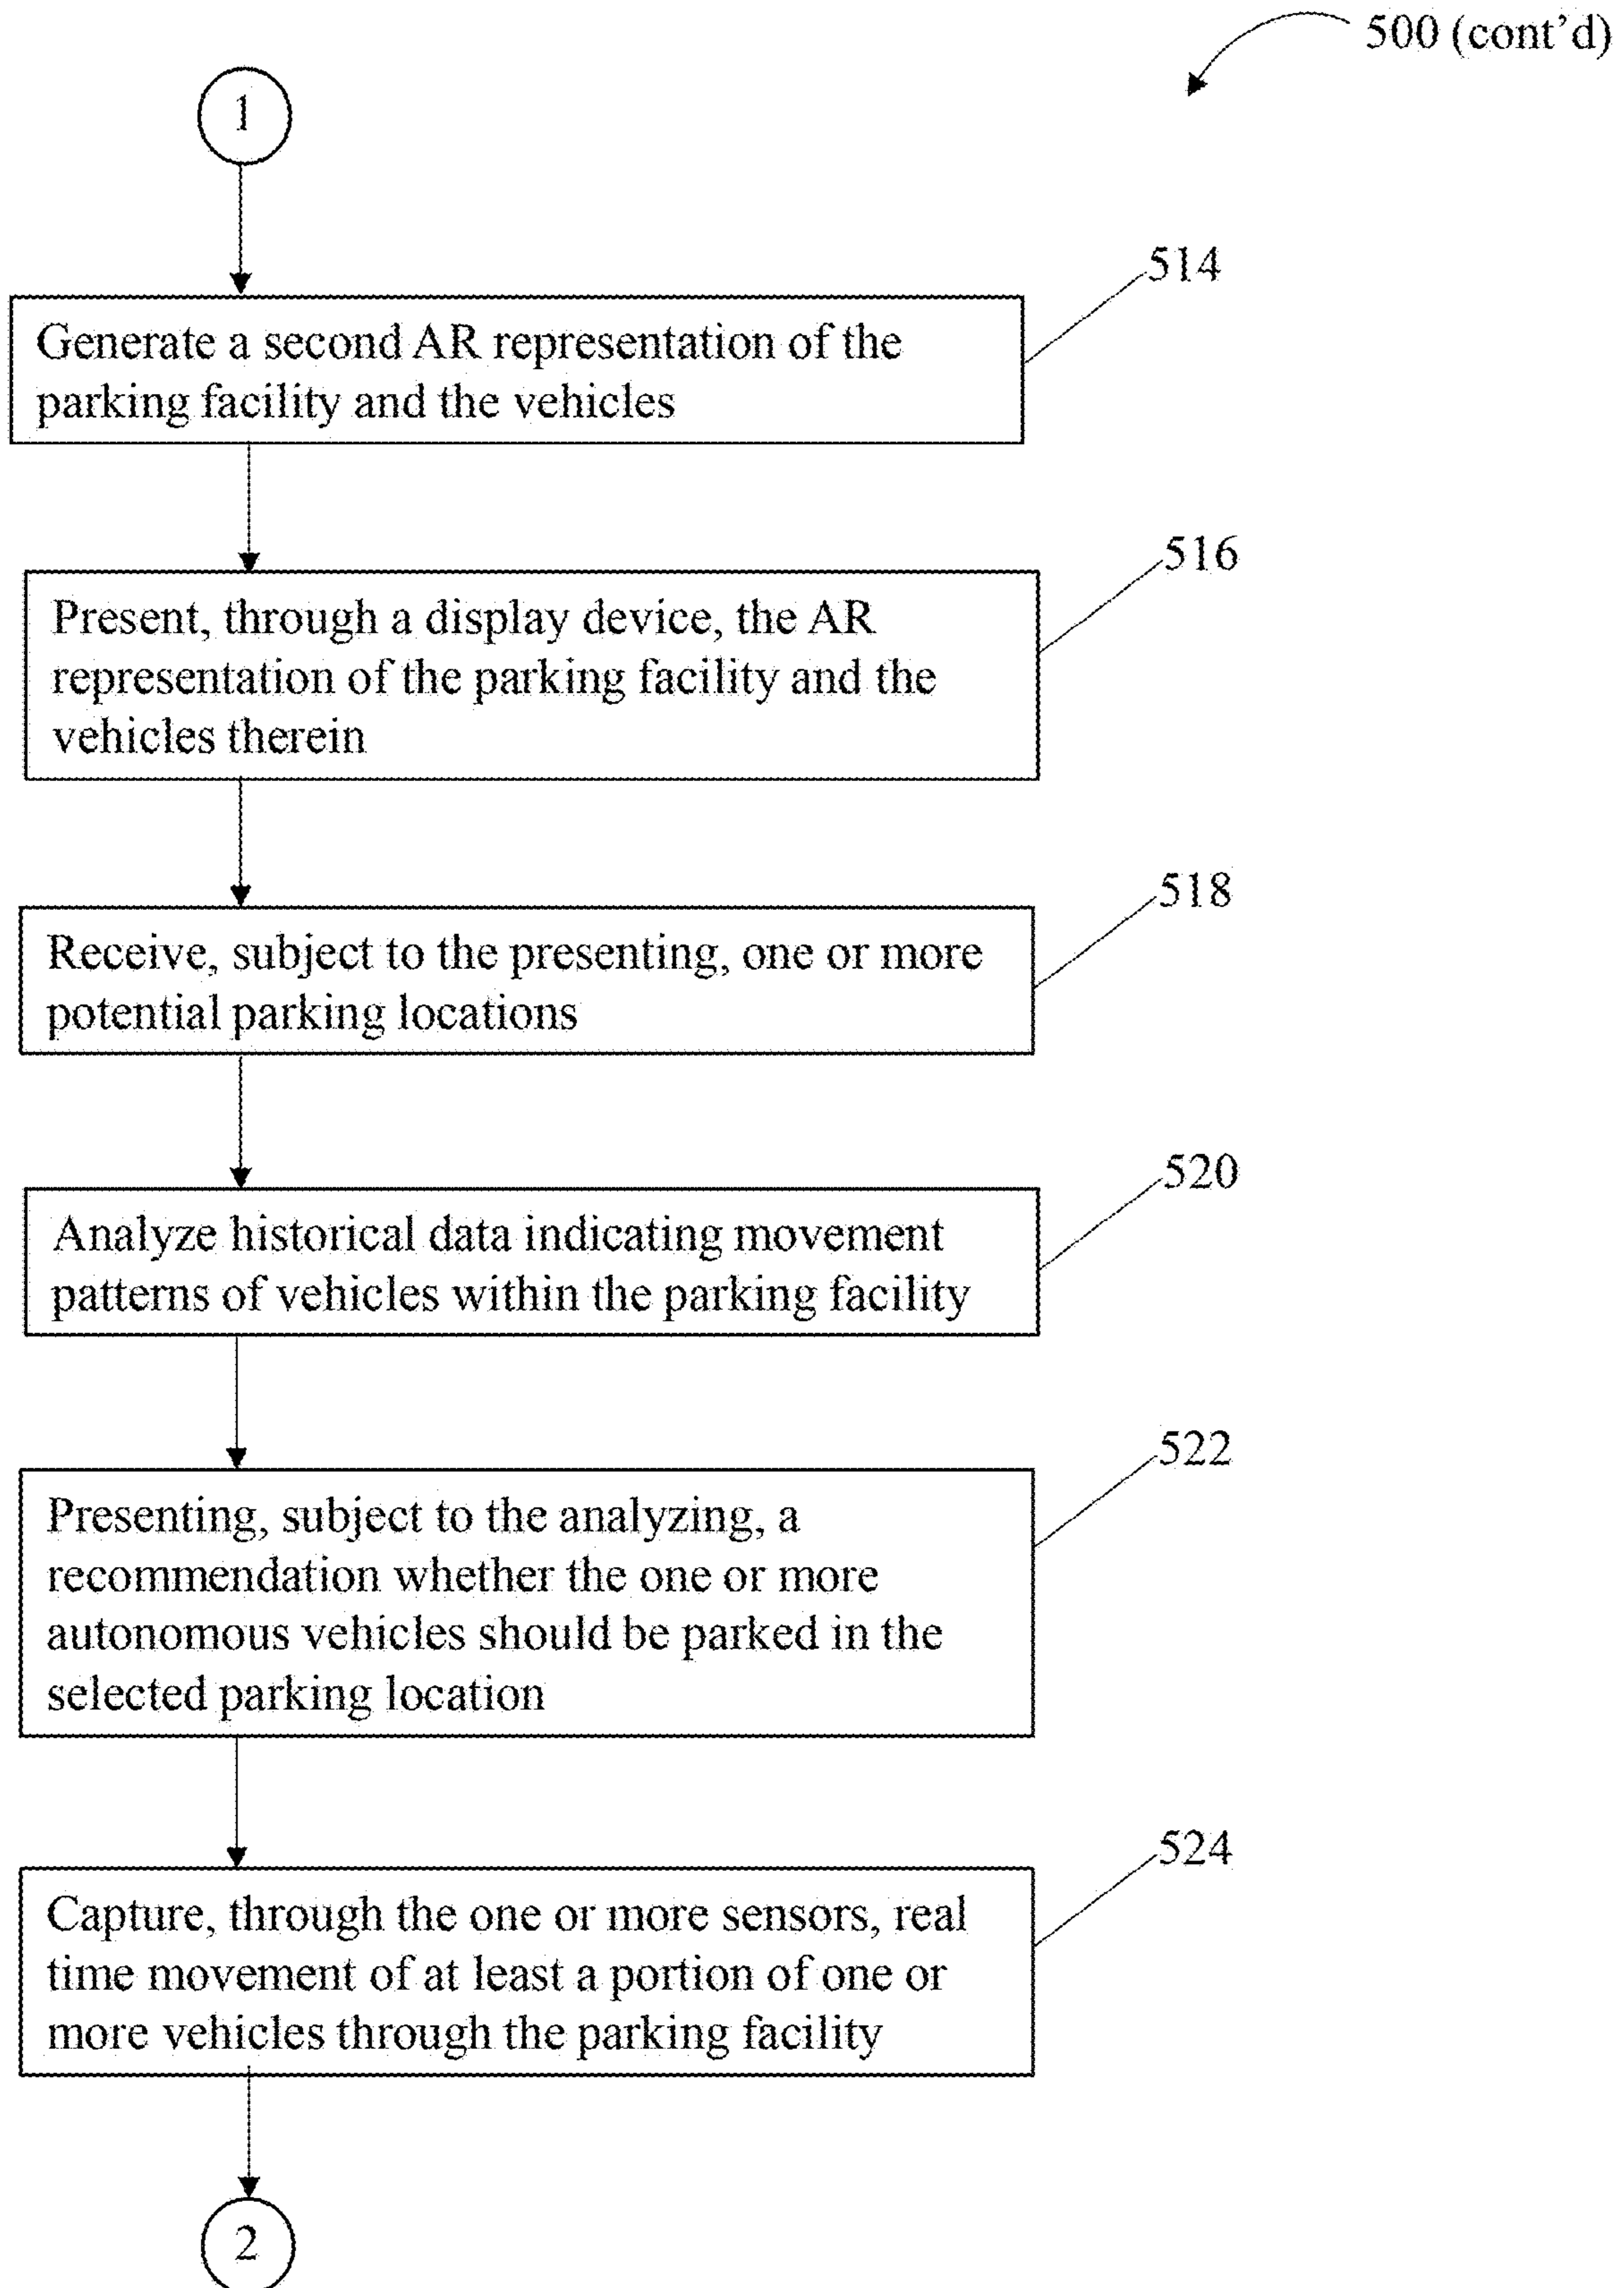 500 (cont’d)
1
514
Generate a second AR representation of the
parking facility and the vehicles
516
Present, through a display device, the AR
representation of the parking facility and the
vehicles therein
518
Receive, subject to the presenting, one or more
potential parking locations
520
Analyze historical data indicating movement
patterns of vehicles within the parking facility
522
Presenting, subject to the analyzing, a
recommendation whether the one or more
autonomous vehicles should be parked in the
selected parking location
524
Capture, through the one or more sensors, real
time movement of at least a portion of one or
more vehicles through the parking facility
2